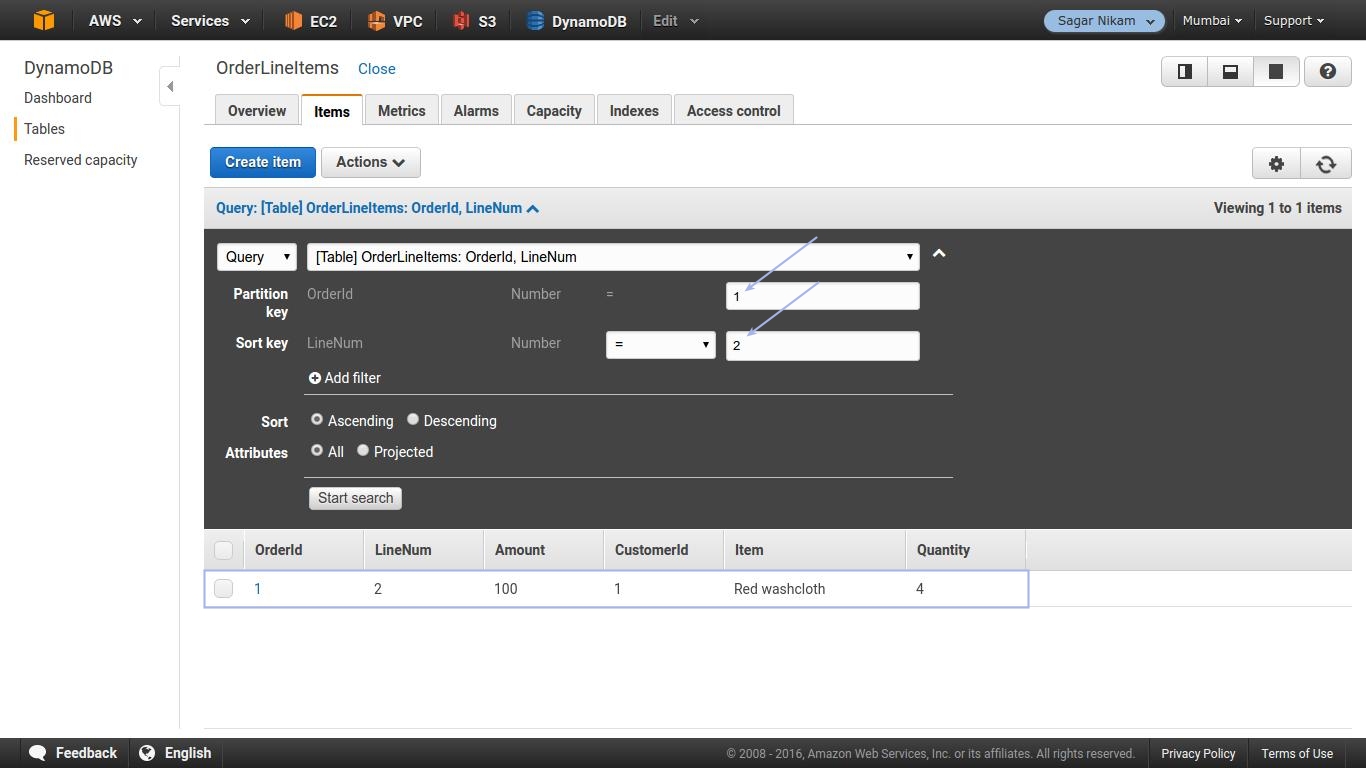 AWS Services EC2 VPC S3 DynamoDB Edit Sagar Nikam Mumbai Support
DynamoDB
Dashboard
Tables
Reserved capacity
OrderLineItems Close
Overview Items Metrics Alarms Capacity Indexes Access control
Create item Actions
Query: [Table] OrderLineItems: OrderId, LineNum Viewing 1 to 1 items
Query [Table] OrderLineItems: OrderId, LineNum
Partition key OrderId Number = 1
Sort key LineNum Number = 2
Add filter
Sort Ascending Descending
Attributes All Projected
Start search
OrderId LineNum Amount CustomerId Item Quantity
1 2 100 1 Red washcloth 4
Feedback English © 2008 - 2016, Amazon Web Services, Inc. or its affiliates. All rights reserved. Privacy Policy Terms of Use